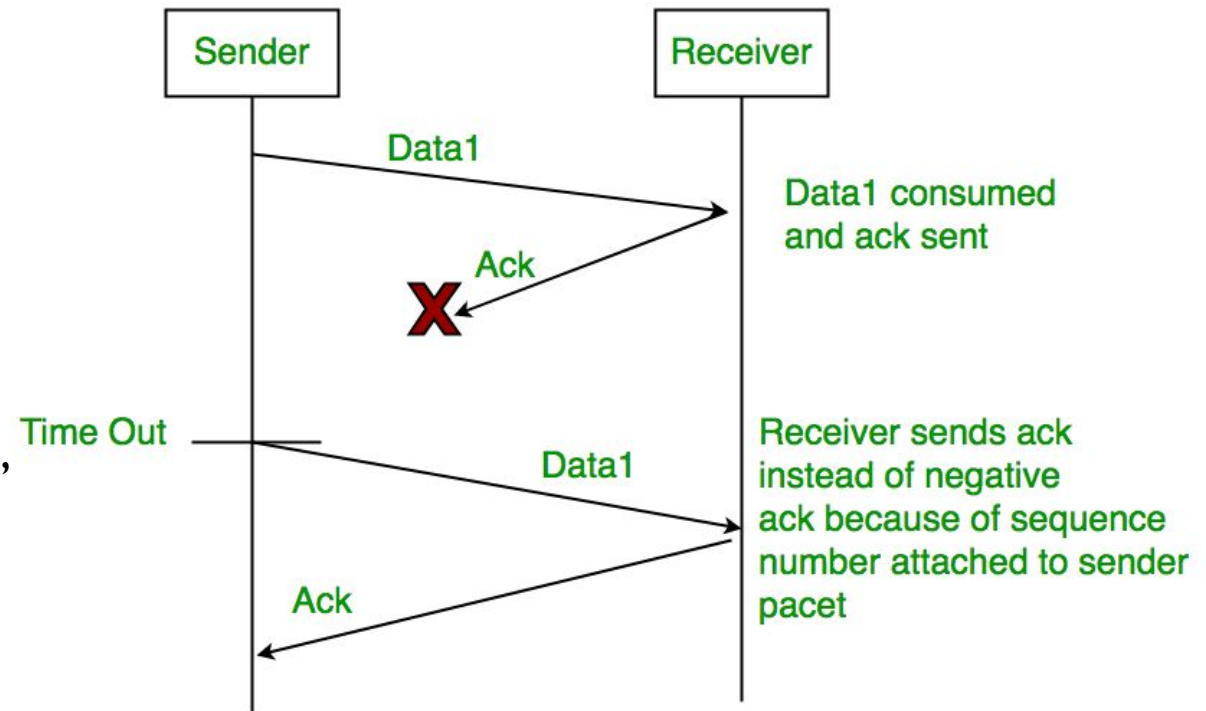 Sender
Receiver
Data1
Data1 consumed
and ack sent
Ack
X
Time Out
,
Data1
Receiver sends ack
instead of negative
ack because of sequence
number attached to sender
pacet
Ack